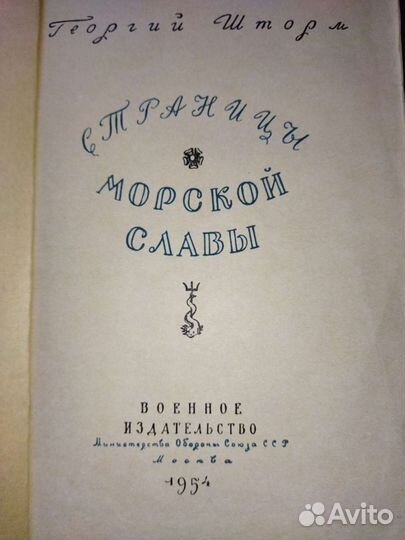 Георгий Шторм
СТРАНИЦЫ
МОРСКОЙ
СЛАВЫ
ВОЕННОЕ
ИЗДАТЕЛЬСТВО
Министерства Обороны Союза ССР
Москва
1954
Avito